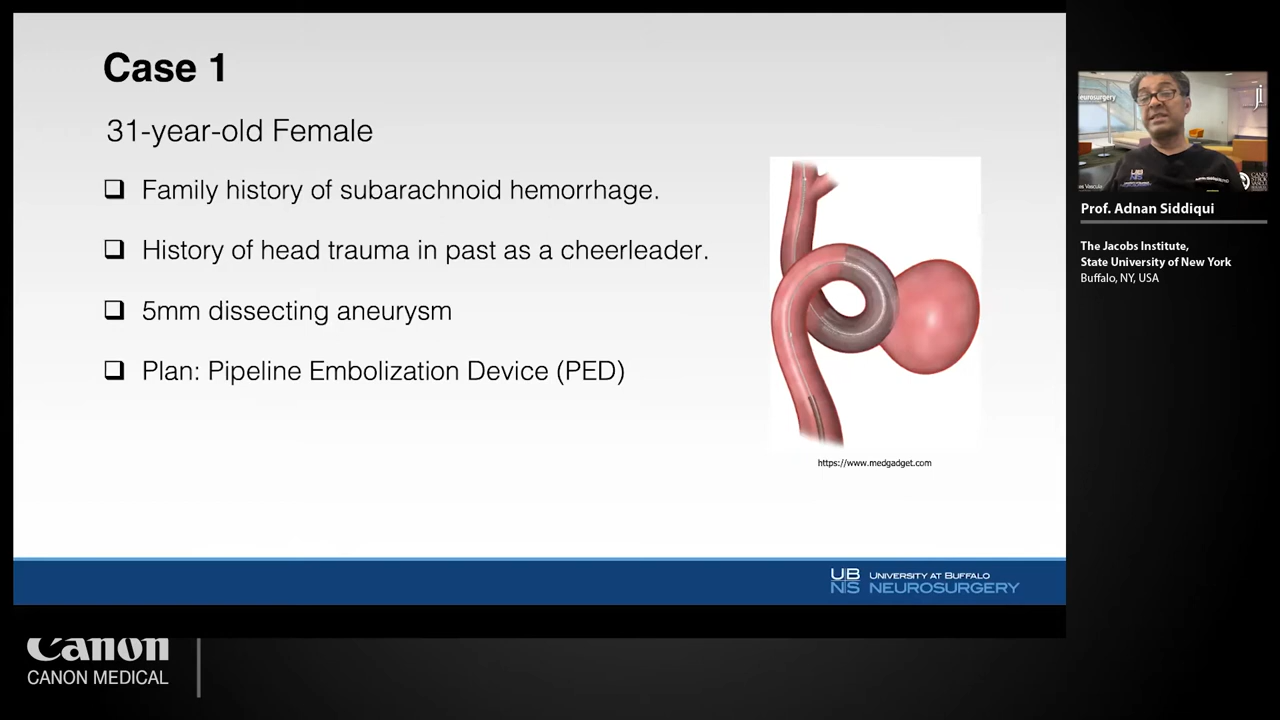 Case 1
31-year-old Female
Family history of subarachnoid hemorrhage.
History of head trauma in past as a cheerleader.
5mm dissecting aneurysm
Plan: Pipeline Embolization Device (PED)
https://www.medgadget.com
UB
NS
UNIVERSITY AT BUFFALO
NEUROSURGERY
Prof. Adnan Siddiqui
The Jacobs Institute,
State University of New York
Buffalo, NY, USA
Canon
CANON MEDICAL